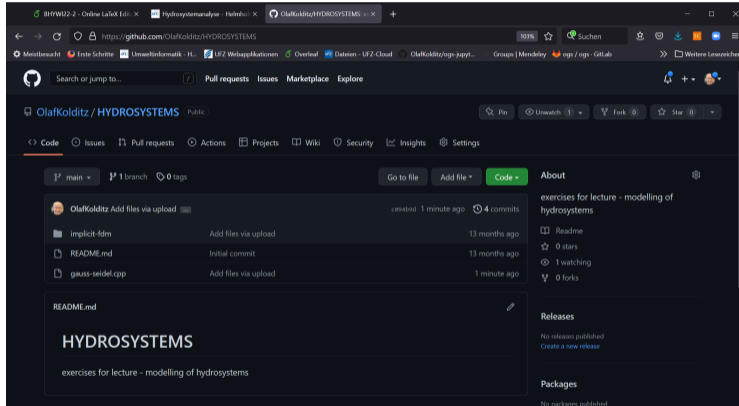 BHYWI22-2 - Online LaTeX Edit
Hydrosystemanalyse - Helmhol
OlafKolditz/HYDROSYSTEMS: ex
https://github.com/OlafKolditz/HYDROSYSTEMS
103%
Suchen
Meistbesucht
Erste Schritte
Umweltinformatik - H...
UFZ Webapplikationen
Overleaf
Dateien - UFZ-Cloud
OlafKolditz/ogs-jupyt...
Groups | Mendeley
ogs / ogs · GitLab
Weitere Lesezeichen
Search or jump to...
/
Pull requests Issues Marketplace Explore
OlafKolditz / HYDROSYSTEMS Public
Pin
Unwatch 1
Fork 0
Star 0
Code Issues Pull requests Actions Projects Wiki Security Insights Settings
main
1 branch
0 tags
Go to file
Add file
Code
OlafKolditz Add files via upload ...
1 minute ago
4 commits
implicit-fdm Add files via upload 13 months ago
README.md Initial commit 13 months ago
gauss-seidel.cpp Add files via upload 1 minute ago
README.md
HYDROSYSTEMS
exercises for lecture - modelling of hydrosystems
About
exercises for lecture - modelling of
hydrosystems
Readme
0 stars
1 watching
0 forks
Releases
No releases published
Create a new release
Packages
No packages published